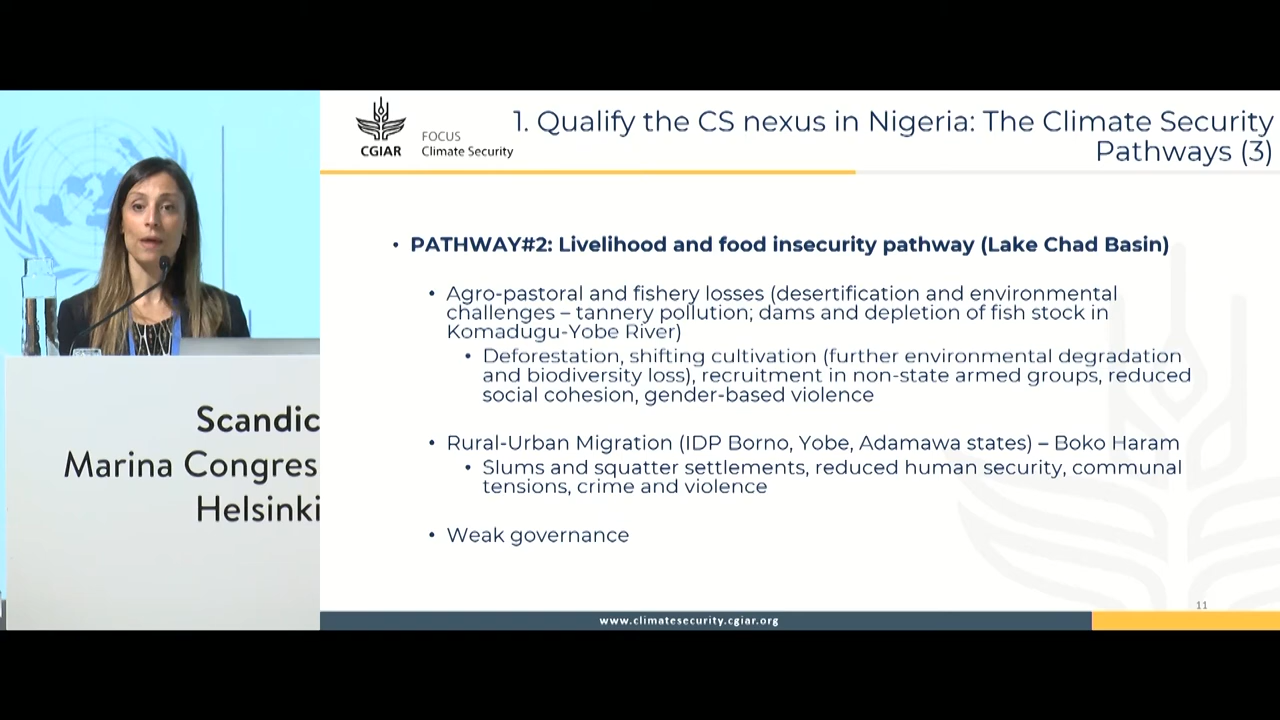 Scandic
Marina Congres
Helsinki
CGIAR
FOCUS
Climate Security
1. Qualify the CS nexus in Nigeria: The Climate Security
Pathways (3)
• PATHWAY#2: Livelihood and food insecurity pathway (Lake Chad Basin)
• Agro-pastoral and fishery losses (desertification and environmental
challenges – tannery pollution; dams and depletion of fish stock in
Komadugu-Yobe River)
• Deforestation, shifting cultivation (further environmental degradation
and biodiversity loss), recruitment in non-state armed groups, reduced
social cohesion, gender-based violence
• Rural-Urban Migration (IDP Borno, Yobe, Adamawa states) – Boko Haram
• Slums and squatter settlements, reduced human security, communal
tensions, crime and violence
• Weak governance
11
www.climatesecurity.cgiar.org